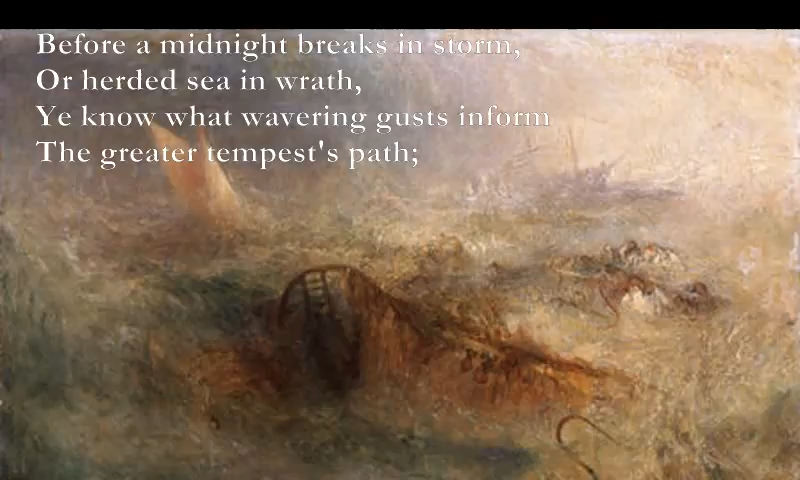 Before a midnight breaks in storm,
Or herded sea in wrath,
Ye know what wavering gusts inform
The greater tempest's path;